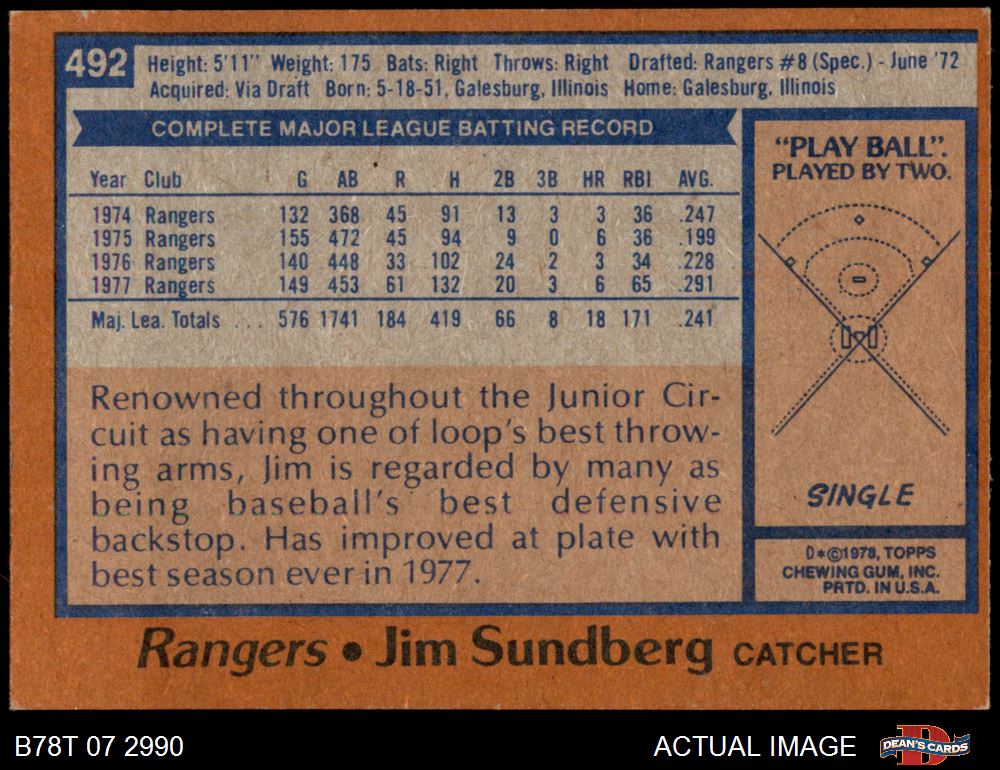 492
Height: 5'11" Weight: 175 Bats: Right Throws: Right Drafted: Rangers #8 (Spec.) - June '72
Acquired: Via Draft Born: 5-18-51, Galesburg, Illinois Home: Galesburg, Illinois
COMPLETE MAJOR LEAGUE BATTING RECORD
Year Club G AB R H 2B 3B HR RBI AVG.
1974 Rangers 132 368 45 91 13 3 3 36 .247
1975 Rangers 155 472 45 94 9 0 6 36 .199
1976 Rangers 140 448 33 102 24 2 3 34 .228
1977 Rangers 149 453 61 132 20 3 6 65 .291
Maj. Lea. Totals ... 576 1741 184 419 66 8 18 171 .241
Renowned throughout the Junior Cir-
cuit as having one of loop's best throw-
ing arms, Jim is regarded by many as
being baseball's best defensive
backstop. Has improved at plate with
best season ever in 1977.
"PLAY BALL".
PLAYED BY TWO.
SINGLE
D*©1978, TOPPS
CHEWING GUM, INC.
PRTD. IN U.S.A.
Rangers • Jim Sundberg CATCHER
B78T 07 2990
ACTUAL IMAGE
D
DEAN'S CARDS